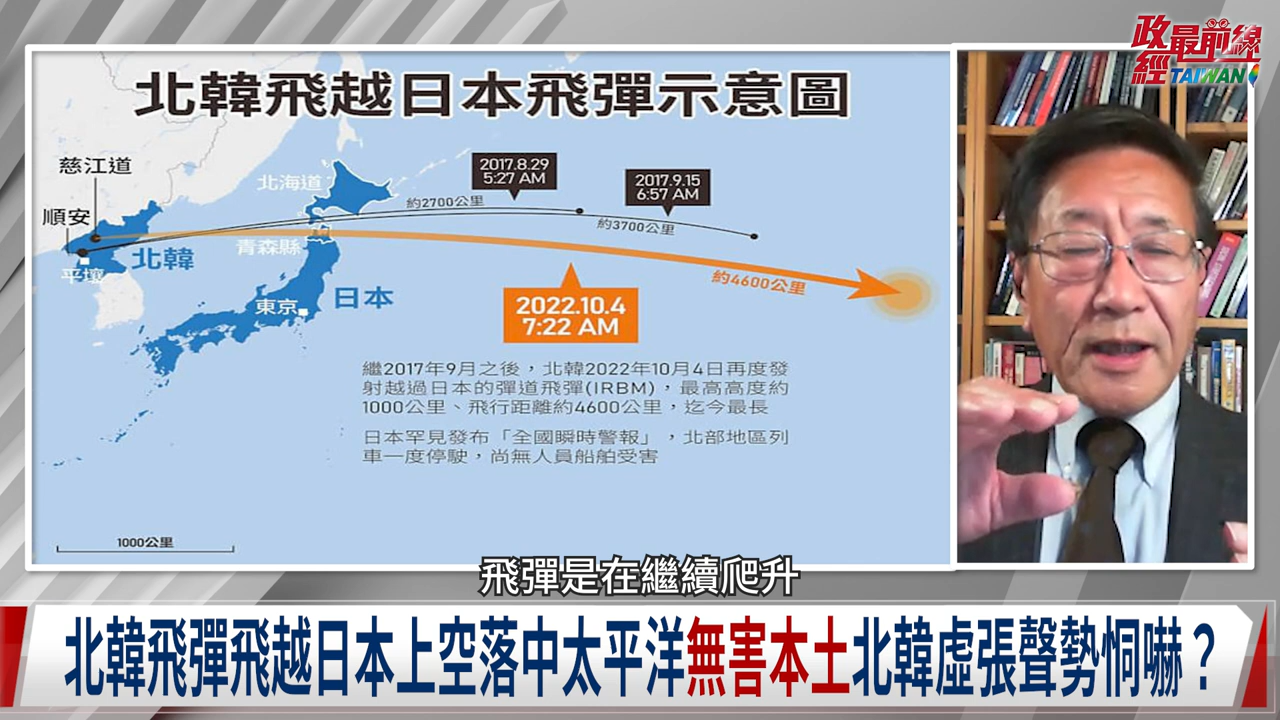 政經最前線
TAIWAN
北韓飛越日本飛彈示意圖
慈江道
順安
平壤
北韓
北海道
青森縣
東京
日本
2017.8.29
5:27 AM
約2700公里
2017.9.15
6:57 AM
約3700公里
約4600公里
2022.10.4
7:22 AM
繼2017年9月之後，北韓2022年10月4日再度發
射越過日本的彈道飛彈(IRBM)，最高高度約
1000公里、飛行距離約4600公里，迄今最長
日本罕見發布「全國瞬時警報」，北部地區列
車一度停駛，尚無人員船舶受害
1000公里
飛彈是在繼續爬升
北韓飛彈飛越日本上空落中太平洋無害本土北韓虛張聲勢恫嚇？